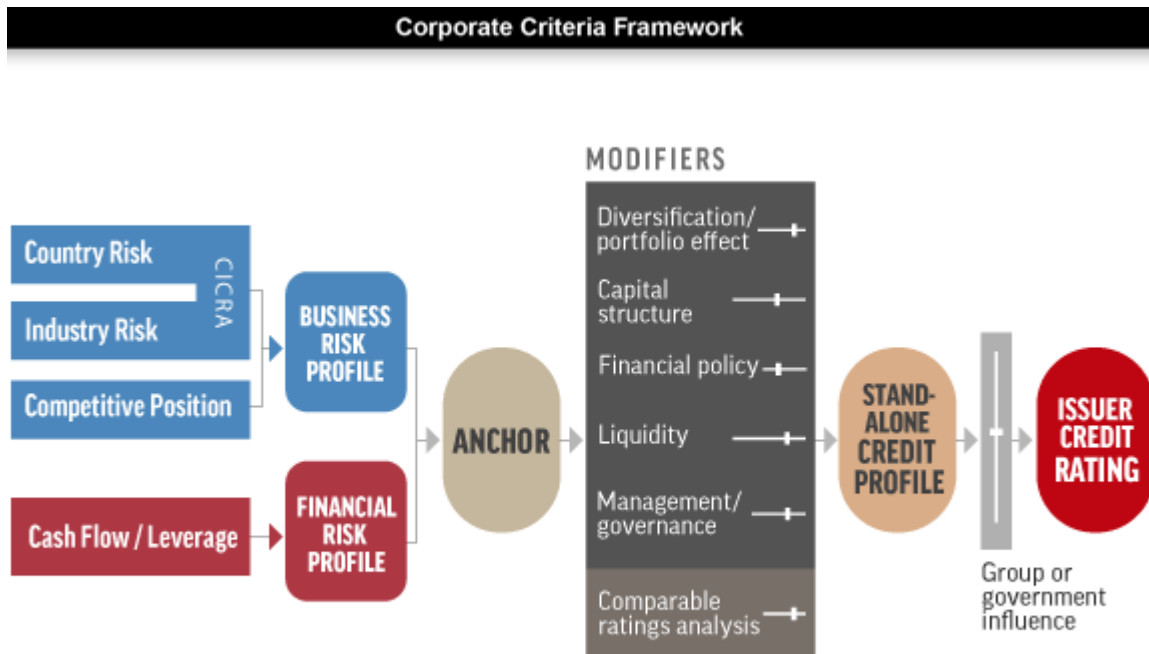 Corporate Criteria Framework
MODIFIERS
Country Risk
CICRA
Industry Risk
Competitive Position
BUSINESS
RISK
PROFILE
Cash Flow / Leverage
FINANCIAL
RISK
PROFILE
ANCHOR
Diversification/
portfolio effect
Capital
structure
Financial policy
Liquidity
Management/
governance
Comparable
ratings analysis
STAND-
ALONE
CREDIT
PROFILE
Group or
government
influence
ISSUER
CREDIT
RATING